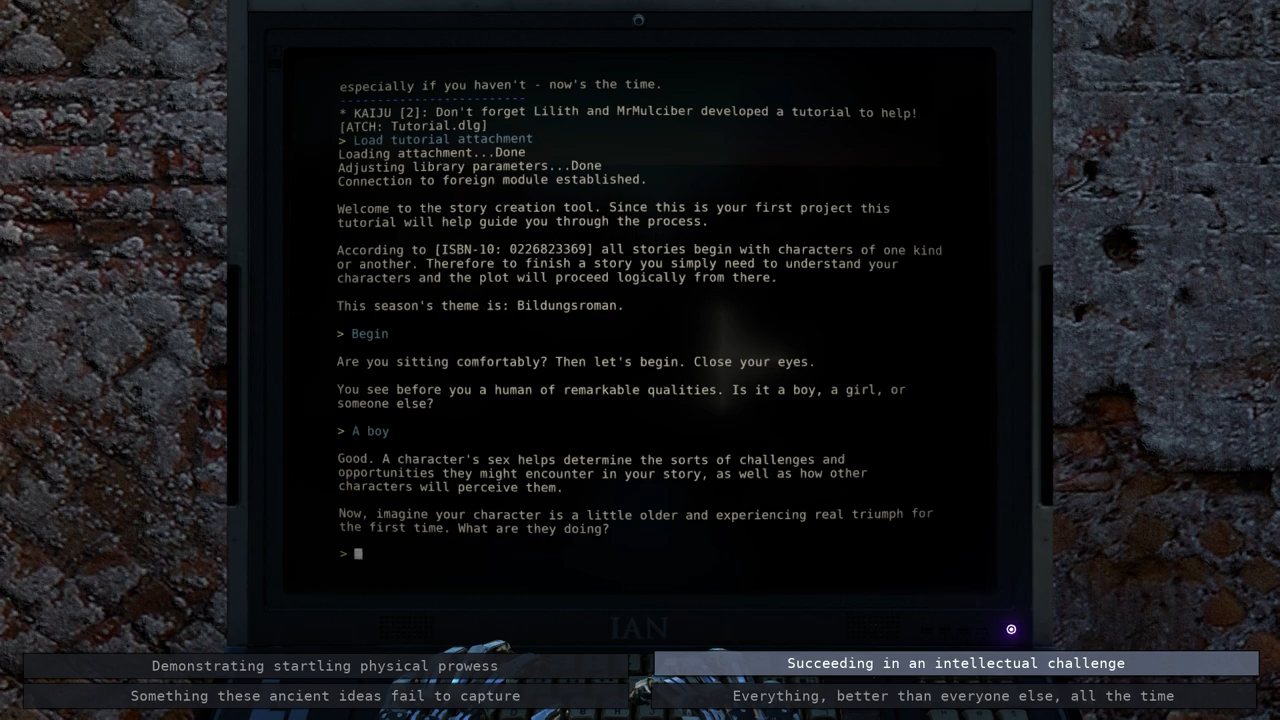 especially if you haven't - now's the time.
-------------------------
* KAIJU [2]: Don't forget Lilith and MrMulciber developed a tutorial to help!
[ATCH: Tutorial.dlg]
> Load tutorial attachment
Loading attachment...Done
Adjusting library parameters...Done
Connection to foreign module established.
Welcome to the story creation tool. Since this is your first project this
tutorial will help guide you through the process.
According to [ISBN-10: 0226823369] all stories begin with characters of one kind
or another. Therefore to finish a story you simply need to understand your
characters and the plot will proceed logically from there.
This season's theme is: Bildungsroman.
> Begin
Are you sitting comfortably? Then let's begin. Close your eyes.
You see before you a human of remarkable qualities. Is it a boy, a girl, or
someone else?
> A boy
Good. A character's sex helps determine the sorts of challenges and
opportunities they might encounter in your story, as well as how other
characters will perceive them.
Now, imagine your character is a little older and experiencing real triumph for
the first time. What are they doing?
>
IAN
Demonstrating startling physical prowess
Succeeding in an intellectual challenge
Something these ancient ideas fail to capture
Everything, better than everyone else, all the time